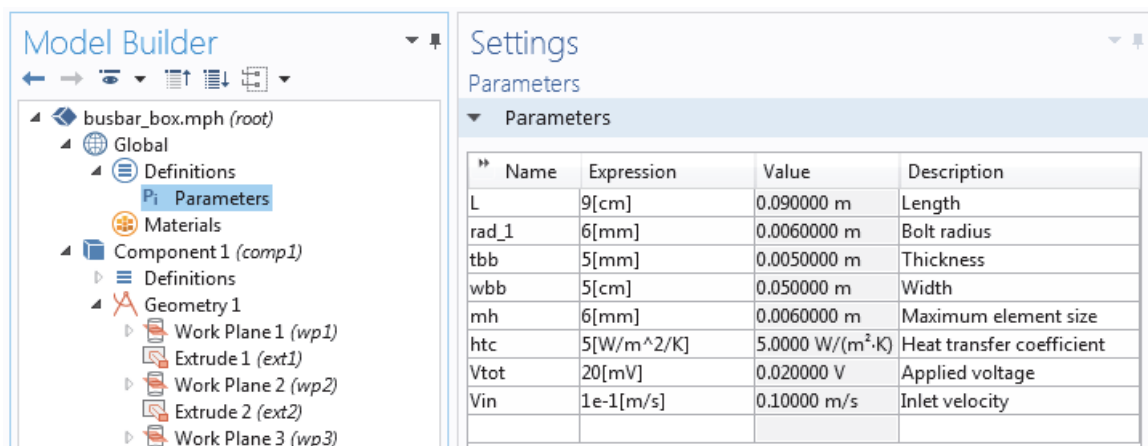 Model Builder
busbar_box.mph (root)
Global
Definitions
Pi Parameters
Materials
Component 1 (comp1)
Definitions
Geometry 1
Work Plane 1 (wp1)
Extrude 1 (ext1)
Work Plane 2 (wp2)
Extrude 2 (ext2)
Work Plane 3 (wp3)
Settings
Parameters
Parameters
Name Expression Value Description
L 9[cm] 0.090000 m Length
rad_1 6[mm] 0.0060000 m Bolt radius
tbb 5[mm] 0.0050000 m Thickness
wbb 5[cm] 0.050000 m Width
mh 6[mm] 0.0060000 m Maximum element size
htc 5[W/m^2/K] 5.0000 W/(m²·K) Heat transfer coefficient
Vtot 20[mV] 0.020000 V Applied voltage
Vin 1e-1[m/s] 0.10000 m/s Inlet velocity